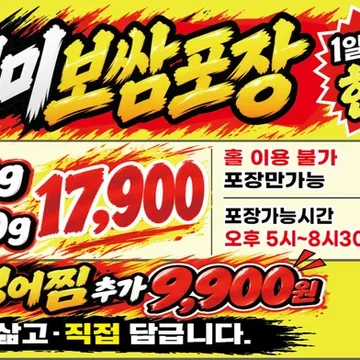 미보쌈포장
1일
g
0g
17,900
홀 이용 불가
포장만가능
포장가능시간
오후 5시~8시30
어찜 추가 9,900원
삶고·직접 담급니다.